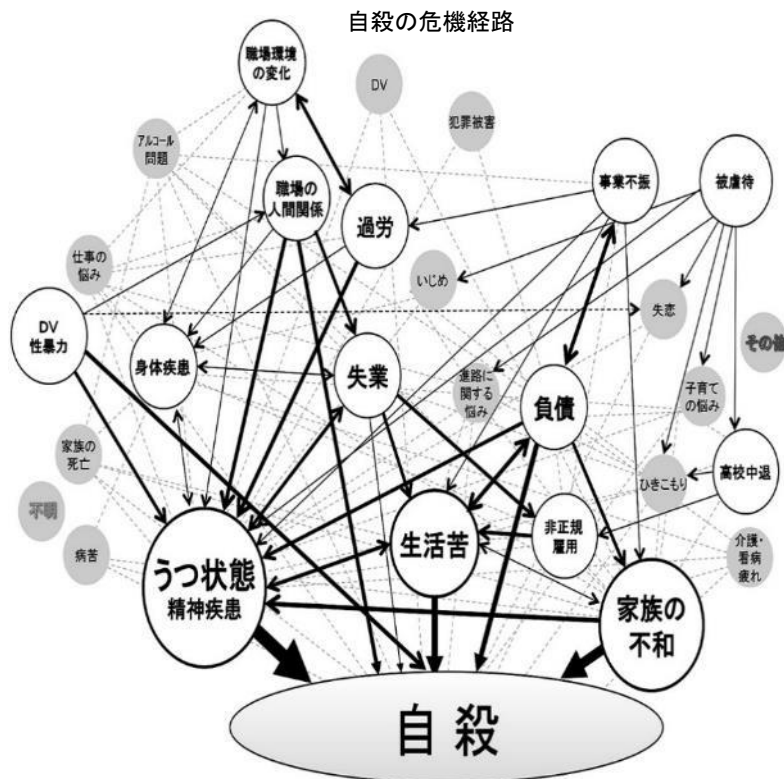 自殺の危機経路
職場環境
の変化
DV
犯罪被害
アルコール
問題
職場の
人間関係
過労
事業不振
被虐待
仕事の
悩み
いじめ
失恋
DV
性暴力
身体疾患
失業
進路に
関する
悩み
負債
子育て
の悩み
その他
家族の
死亡
ひきこもり
高校中退
不明
病苦
うつ状態
精神疾患
生活苦
非正規
雇用
介護・
看病
疲れ
家族の
不和
自殺